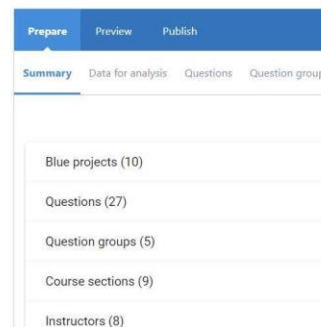 Prepare Preview Publish
Summary Data for analysis Questions Question group
Blue projects (10)
Questions (27)
Question groups (5)
Course sections (9)
Instructors (8)